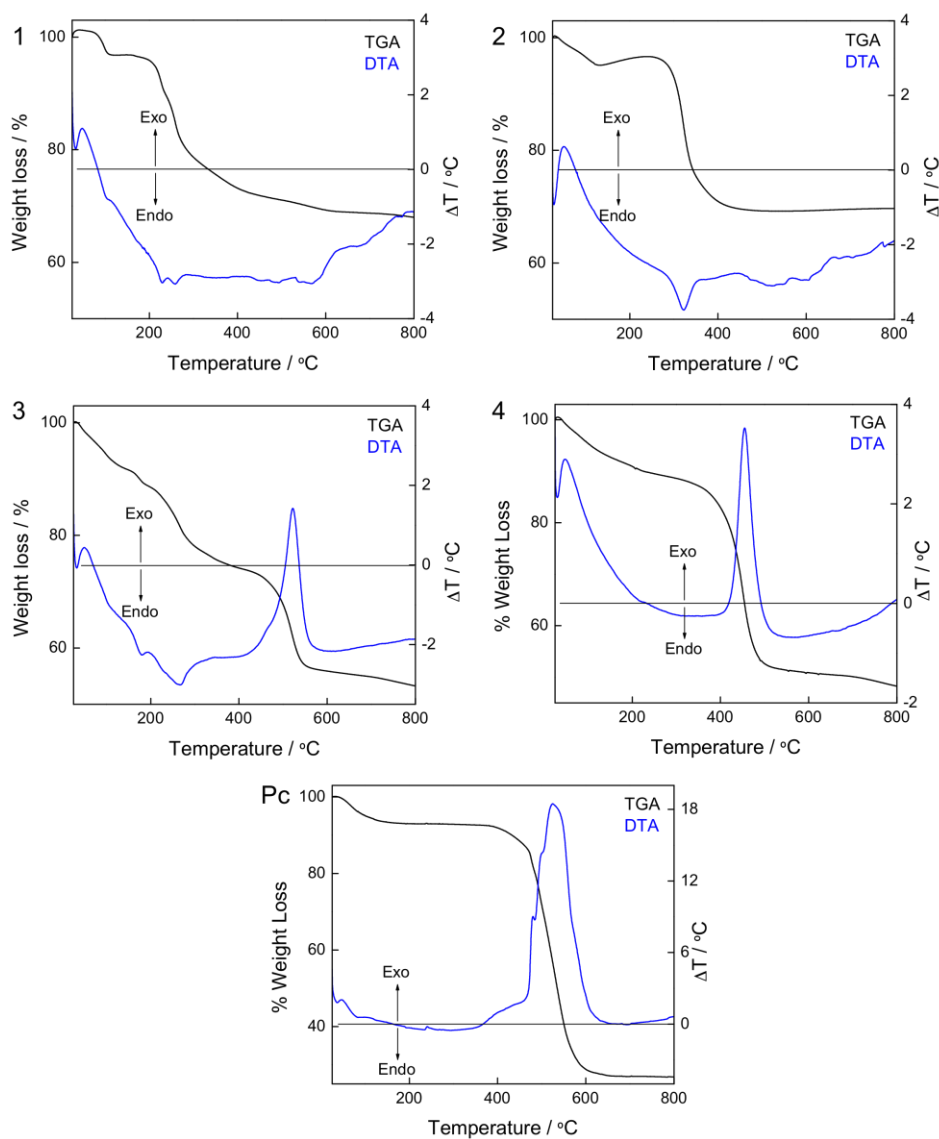 1
TGA
DTA
Exo
Endo
100
80
60
4
2
0
-2
-4
200 400 600 800
Weight loss / %
ΔT / °C
Temperature / °C
2
TGA
DTA
Exo
Endo
100
80
60
4
2
0
-2
-4
200 400 600 800
Weight loss / %
ΔT / °C
Temperature / °C
3
TGA
DTA
Exo
Endo
100
80
60
4
2
0
-2
200 400 600 800
Weight loss / %
ΔT / °C
Temperature / °C
4
TGA
DTA
Exo
Endo
100
80
60
4
2
0
-2
200 400 600 800
% Weight Loss
ΔT / °C
Temperature / °C
Pc
TGA
DTA
Exo
Endo
100
80
60
40
18
12
6
0
200 400 600 800
% Weight Loss
ΔT / °C
Temperature / °C